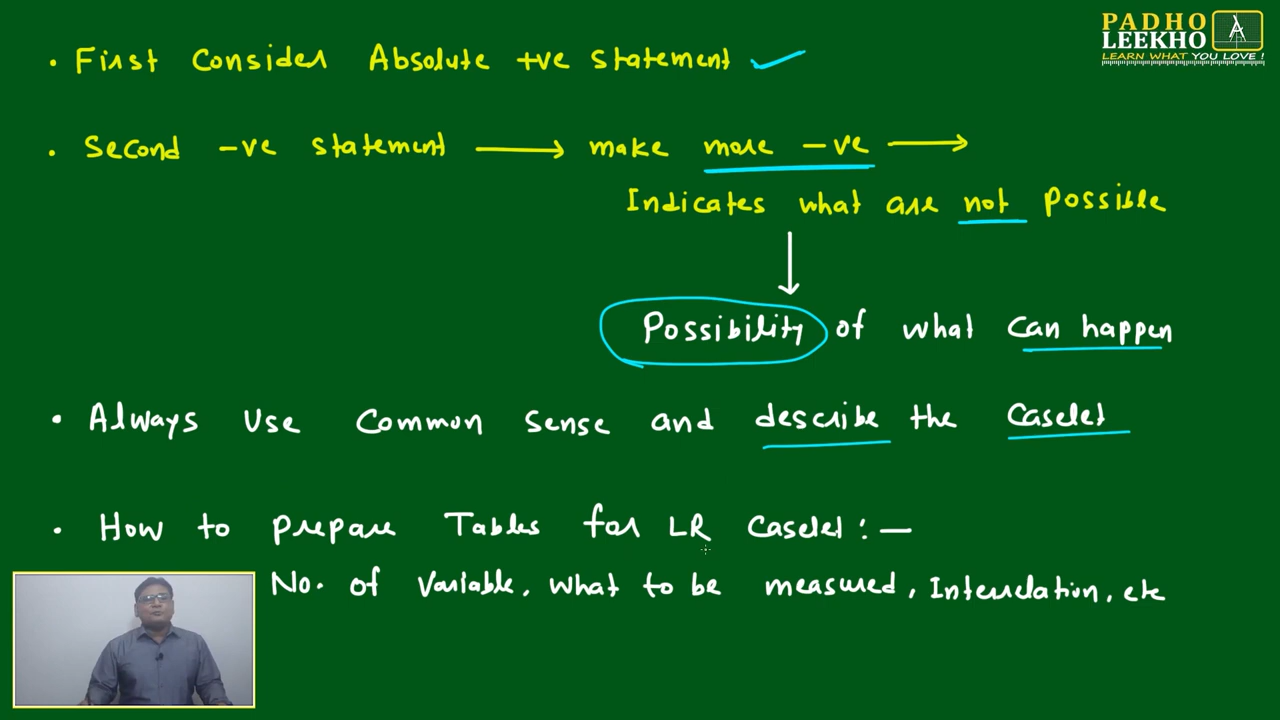 PADHO
LEEKHO
LEARN WHAT YOU LOVE !
• First Consider Absolute +ve statement ✓
• Second -ve statement → make more -ve →
Indicates what are not possible
↓
Possibility of what can happen
• Always Use Common Sense and describe the Caselet
• How to prepare Tables for LR Caselet : —
No. of Variable, What to be measured, Interrelation, etc